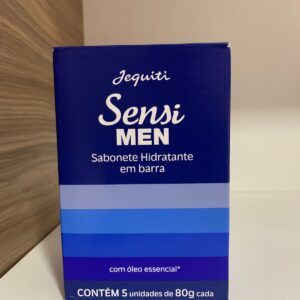 Jequiti
Sensi
MEN
Sabonete Hidratante
em barra
com óleo essencial*
CONTÉM 5 unidades de 80g cada